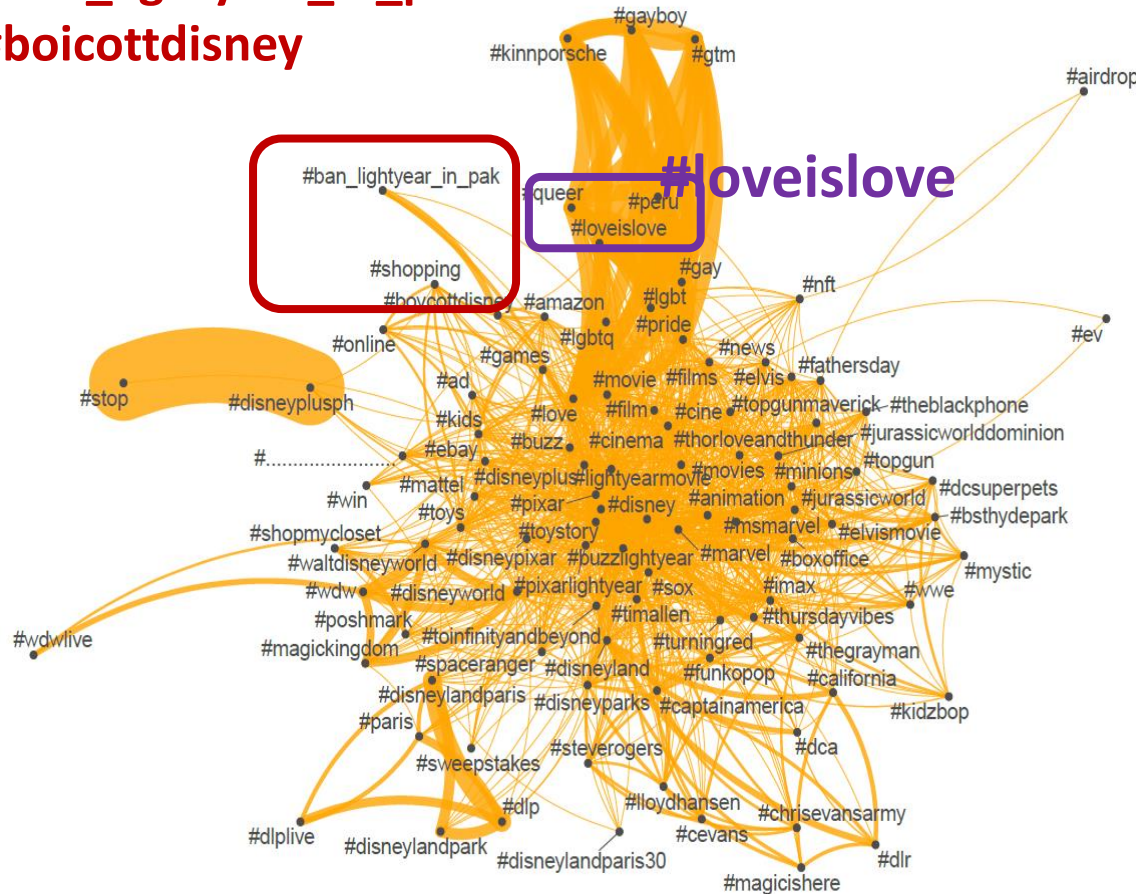 #boicottdisney
#gayboy
#kinnporsche
#gtm
#airdrop
#loveislove
#ban_lightyear_in_pak
#queer
#peru
#loveislove
#shopping
#gay
#nft
#boycottdisney
#amazon
#lgbt
#lgbtq
#pride
#online
#ev
#games
#news
#fathersday
#ad
#movie
#films
#elvis
#stop
#disneyplusph
#kids
#love
#film
#cine
#topgunmaverick
#theblackphone
#buzz
#cinema
#thorloveandthunder
#jurassicworlddominion
#.......................
#ebay
#movies
#minions
#topgun
#win
#mattel
#disneyplus
#lightyearmovie
#dcsuperpets
#toys
#pixar
#disney
#animation
#jurassicworld
#bsthydepark
#shopmycloset
#toystory
#msmarvel
#elvismovie
#waltdisneyworld
#disneypixar
#buzzlightyear
#marvel
#boxoffice
#mystic
#wdw
#disneyworld
#pixarlightyear
#sox
#imax
#wwe
#poshmark
#timallen
#thursdayvibes
#wdwlive
#magickingdom
#toinfinityandbeyond
#turningred
#thegrayman
#spaceranger
#disneyland
#funkopop
#california
#disneylandparis
#disneyparks
#captainamerica
#kidzbop
#paris
#steverogers
#dca
#sweepstakes
#dlp
#lloydhansen
#chrisevansarmy
#dlplive
#disneylandpark
#cevans
#disneylandparis30
#dlr
#magicishere